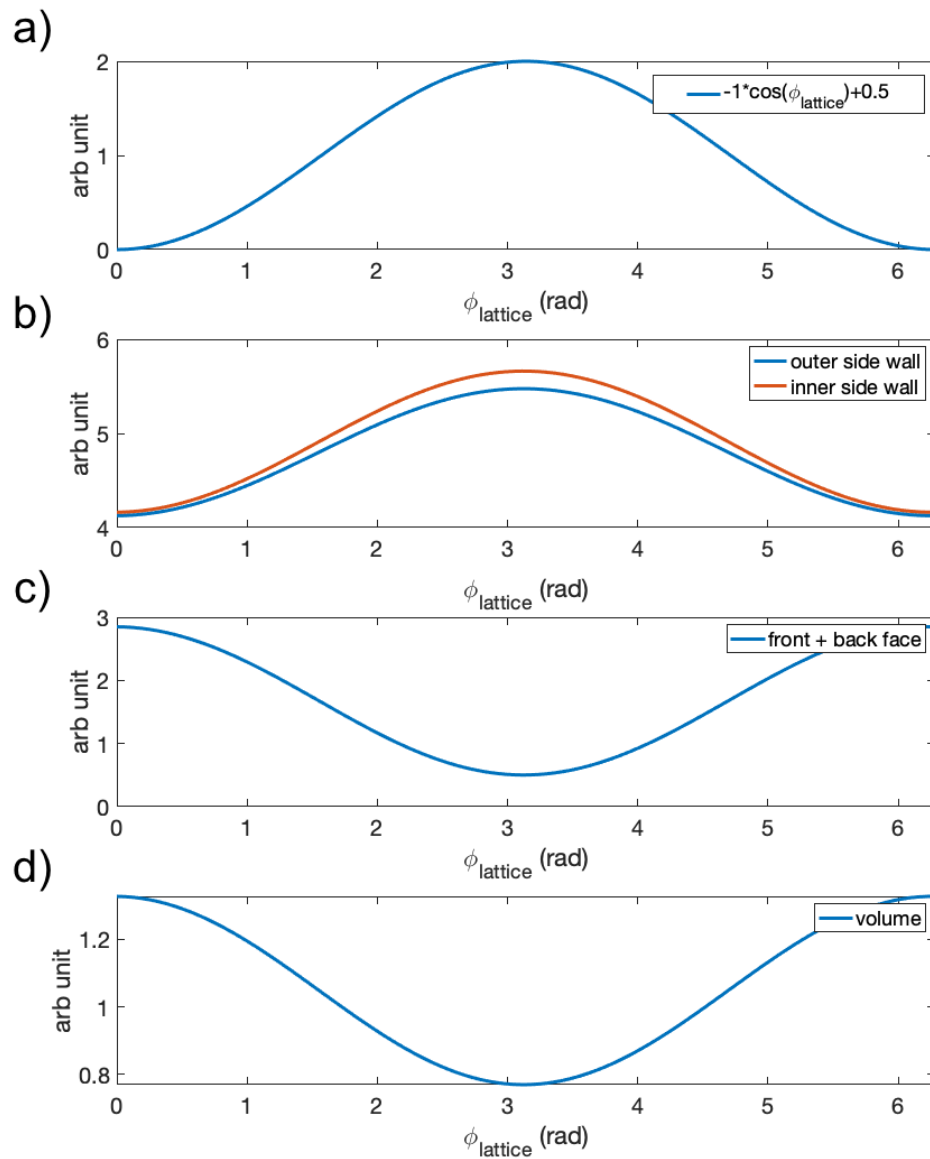 a)
2
1
0
arb unit
-1*cos(ϕlattice)+0.5
0 1 2 3 4 5 6
ϕlattice (rad)
b)
6
5
4
arb unit
outer side wall
inner side wall
0 1 2 3 4 5 6
ϕlattice (rad)
c)
3
2
1
0
arb unit
front + back face
0 1 2 3 4 5 6
ϕlattice (rad)
d)
1.2
1
0.8
arb unit
volume
0 1 2 3 4 5 6
ϕlattice (rad)